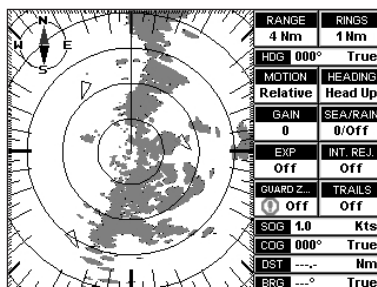 N
W E
S
RANGE RINGS
4 Nm 1 Nm
HDG 000° True
MOTION HEADING
Relative Head Up
GAIN SEA/RAIN
0 0/Off
EXP INT. REJ.
Off Off
GUARD Z... TRAILS
Off Off
SOG 1.0 Kts
COG 000° True
DST ---.- Nm
BRG ---° True